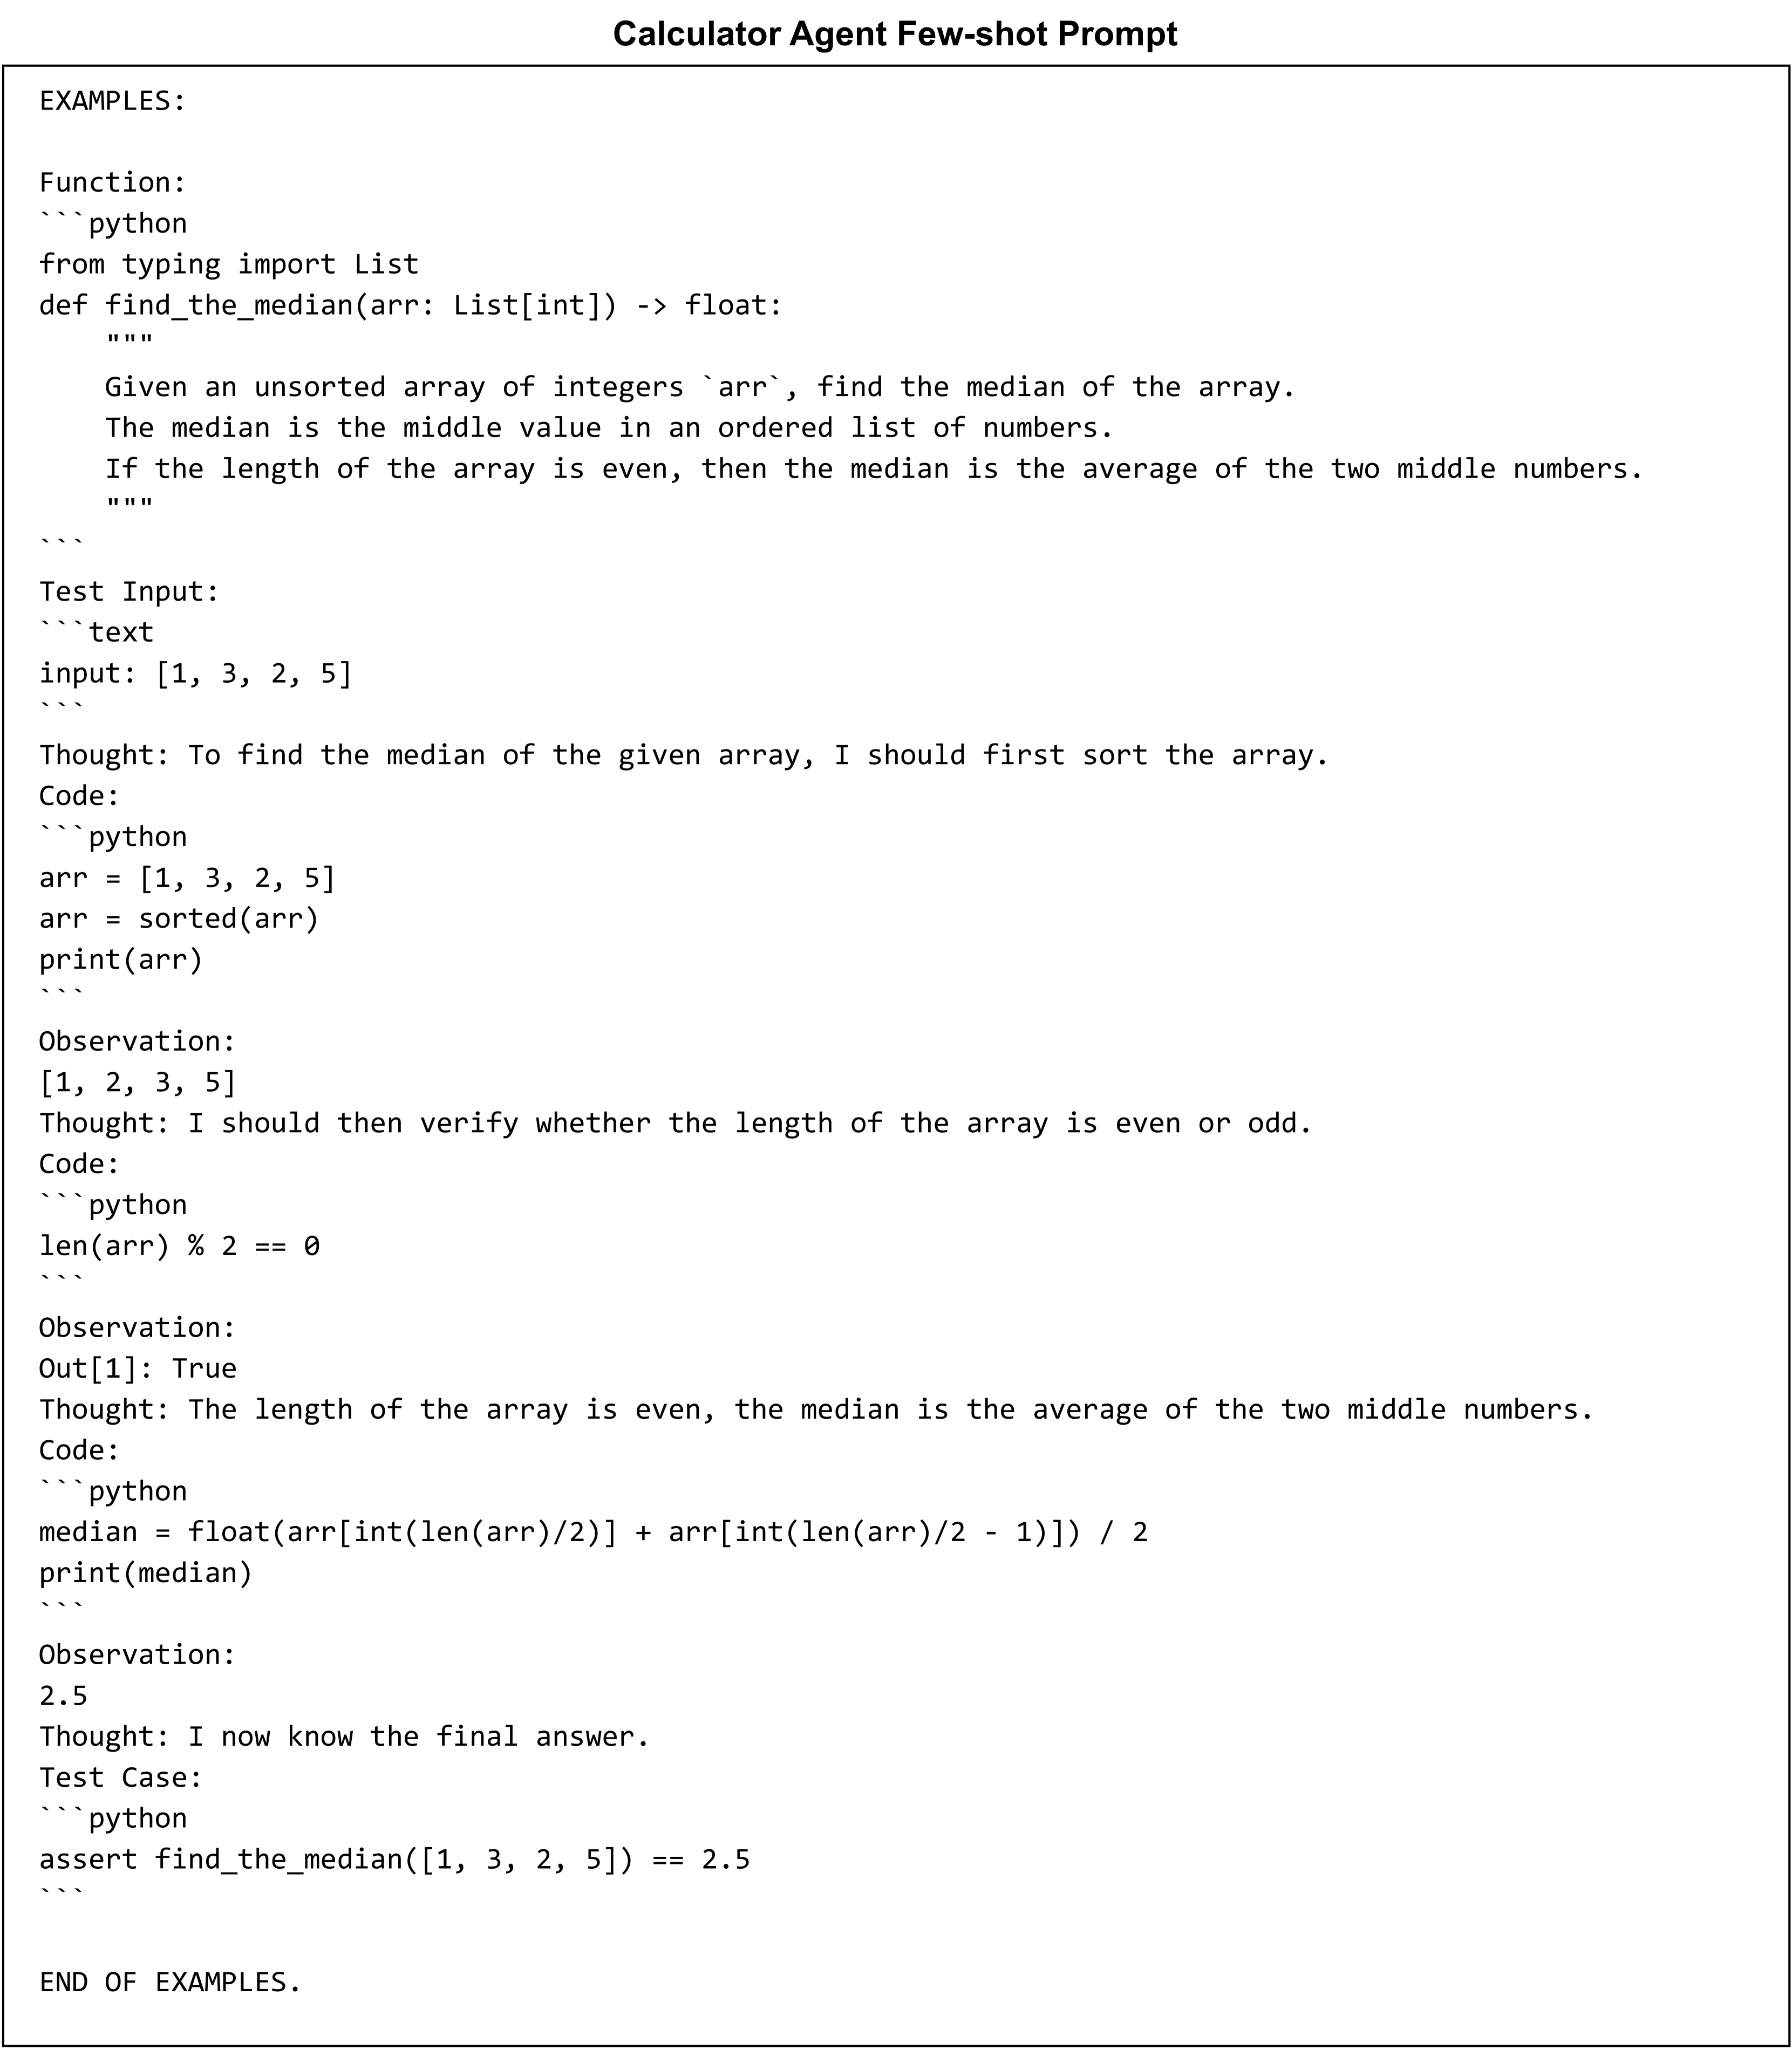 Calculator Agent Few-shot Prompt
EXAMPLES:
Function:
```python
from typing import List
def find_the_median(arr: List[int]) -> float:
    """
    Given an unsorted array of integers `arr`, find the median of the array.
    The median is the middle value in an ordered list of numbers.
    If the length of the array is even, then the median is the average of the two middle numbers.
    """
```
Test Input:
```text
input: [1, 3, 2, 5]
```
Thought: To find the median of the given array, I should first sort the array.
Code:
```python
arr = [1, 3, 2, 5]
arr = sorted(arr)
print(arr)
```
Observation:
[1, 2, 3, 5]
Thought: I should then verify whether the length of the array is even or odd.
Code:
```python
len(arr) % 2 == 0
```
Observation:
Out[1]: True
Thought: The length of the array is even, the median is the average of the two middle numbers.
Code:
```python
median = float(arr[int(len(arr)/2)] + arr[int(len(arr)/2 - 1)]) / 2
print(median)
```
Observation:
2.5
Thought: I now know the final answer.
Test Case:
```python
assert find_the_median([1, 3, 2, 5]) == 2.5
```
END OF EXAMPLES.